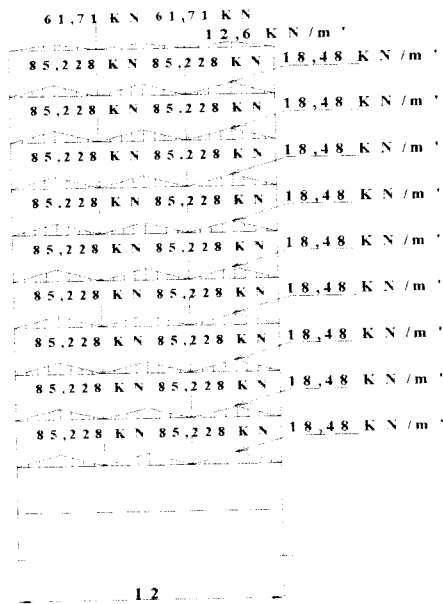 61,71 KN 61,71 KN
12,6 KN/m'
85,228 KN 85,228 KN 18,48 KN/m'
85,228 KN 85,228 KN 18,48 KN/m'
85,228 KN 85.228 KN 18,48 KN/m'
85.228 KN 85.228 KN 18,48 KN/m'
85,228 KN 85,228 KN 18,48 KN/m'
85,228 KN 85,228 KN 18,48 KN/m'
85,228 KN 85,228 KN 18,48 KN/m'
85,228 KN 85,228 KN 18,48 KN/m'
85,228 KN 85,228 KN 18,48 KN/m'
12